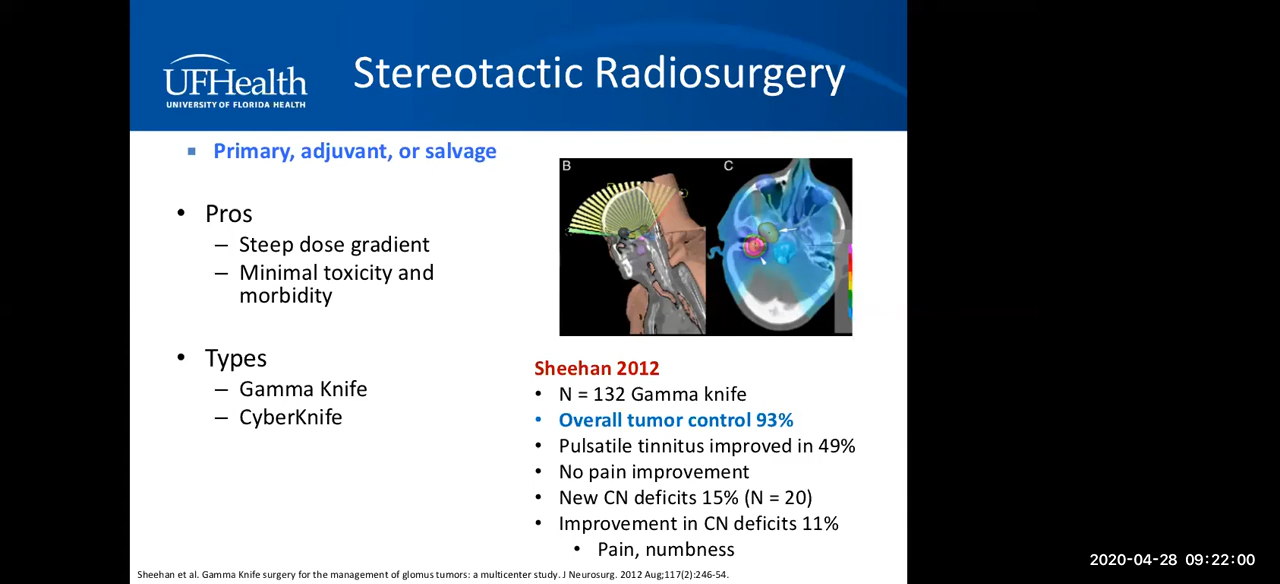 UFHealth
UNIVERSITY OF FLORIDA HEALTH
Stereotactic Radiosurgery
Primary, adjuvant, or salvage
• Pros
– Steep dose gradient
– Minimal toxicity and
morbidity
• Types
– Gamma Knife
– CyberKnife
B
C
Sheehan 2012
• N = 132 Gamma knife
• Overall tumor control 93%
• Pulsatile tinnitus improved in 49%
• No pain improvement
• New CN deficits 15% (N = 20)
• Improvement in CN deficits 11%
• Pain, numbness
Sheehan et al. Gamma Knife surgery for the management of glomus tumors: a multicenter study. J Neurosurg. 2012 Aug;117(2):246-54.
2020-04-28 09:22:00